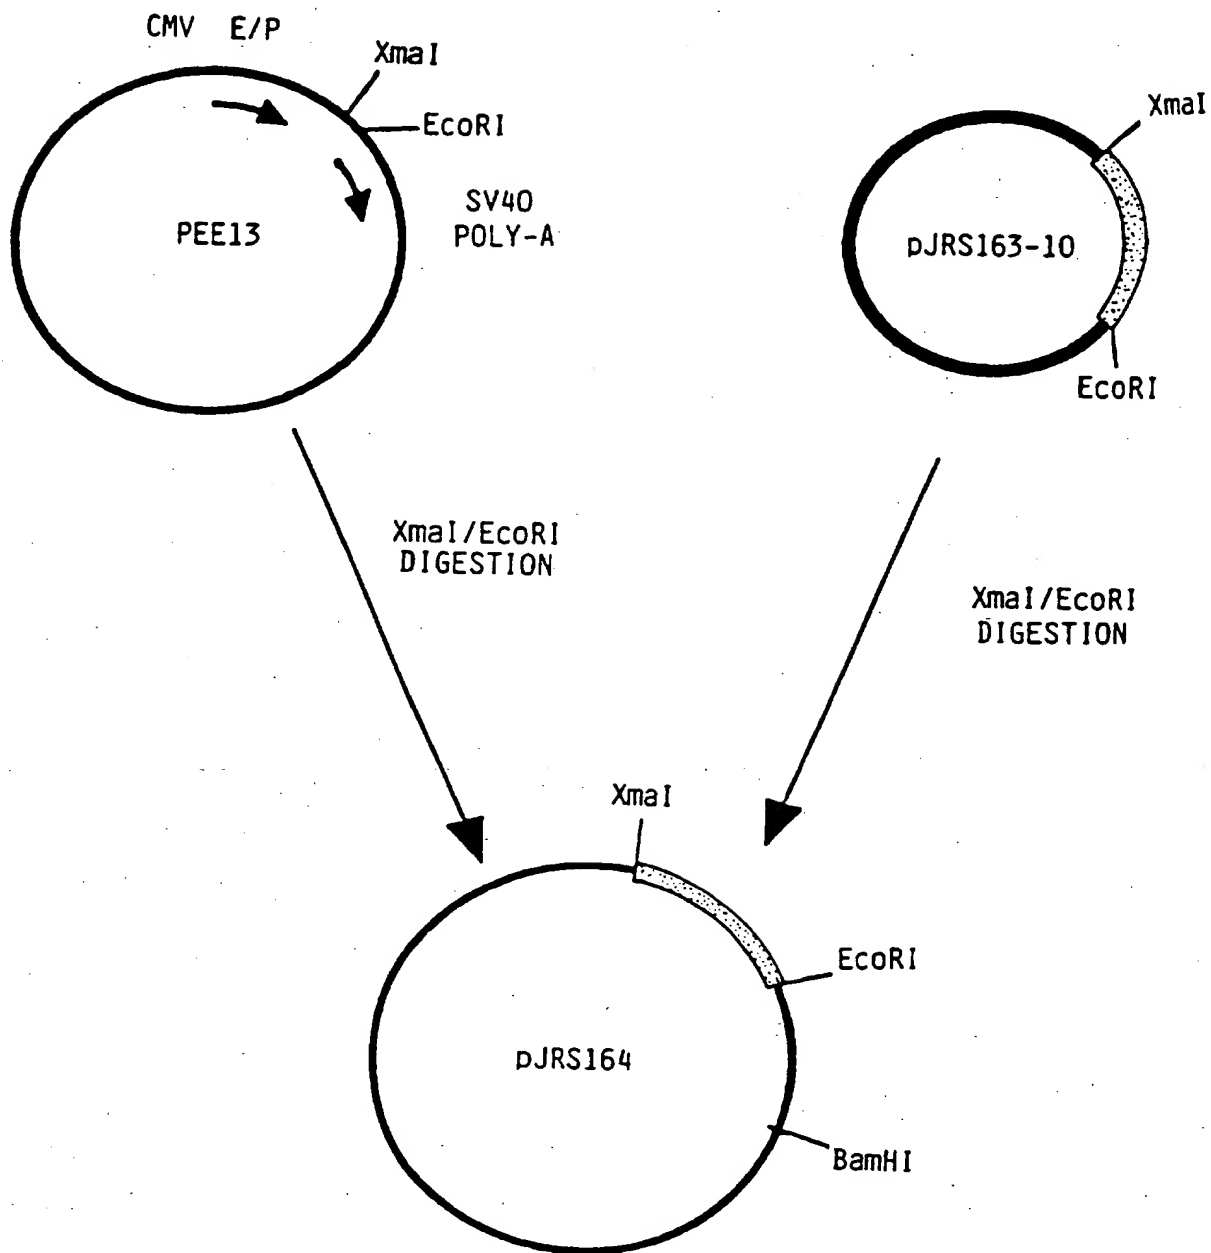 CMV E/P
XmaI
EcoRI
SV40
POLY-A
PEE13
XmaI
pJRS163-10
EcoRI
XmaI/EcoRI
DIGESTION
XmaI/EcoRI
DIGESTION
XmaI
EcoRI
pJRS164
BamHI